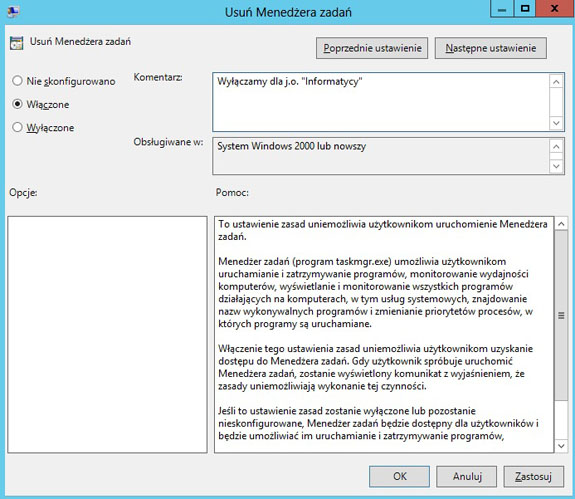 Usuń Menedżera zadań
Usuń Menedżera zadań
Poprzednie ustawienie
Następne ustawienie
Nie skonfigurowano
Włączone
Wyłączone
Komentarz:
Wyłączamy dla j.o. "Informatycy"
Obsługiwane w:
System Windows 2000 lub nowszy
Opcje:
Pomoc:
To ustawienie zasad uniemożliwia użytkownikom uruchomienie Menedżera
zadań.
Menedżer zadań (program taskmgr.exe) umożliwia użytkownikom
uruchamianie i zatrzymywanie programów, monitorowanie wydajności
komputerów, wyświetlanie i monitorowanie wszystkich programów
działających na komputerach, w tym usług systemowych, znajdowanie
nazw wykonywalnych programów i zmienianie priorytetów procesów, w
których programy są uruchamiane.
Włączenie tego ustawienia zasad uniemożliwia użytkownikom uzyskanie
dostępu do Menedżera zadań. Gdy użytkownik spróbuje uruchomić
Menedżera zadań, zostanie wyświetlony komunikat z wyjaśnieniem, że
zasady uniemożliwiają wykonanie tej czynności.
Jeśli to ustawienie zasad zostanie wyłączone lub pozostanie
nieskonfigurowane, Menedżer zadań będzie dostępny dla użytkowników i
będzie umożliwiać im uruchamianie i zatrzymywanie programów,
OK
Anuluj
Zastosuj